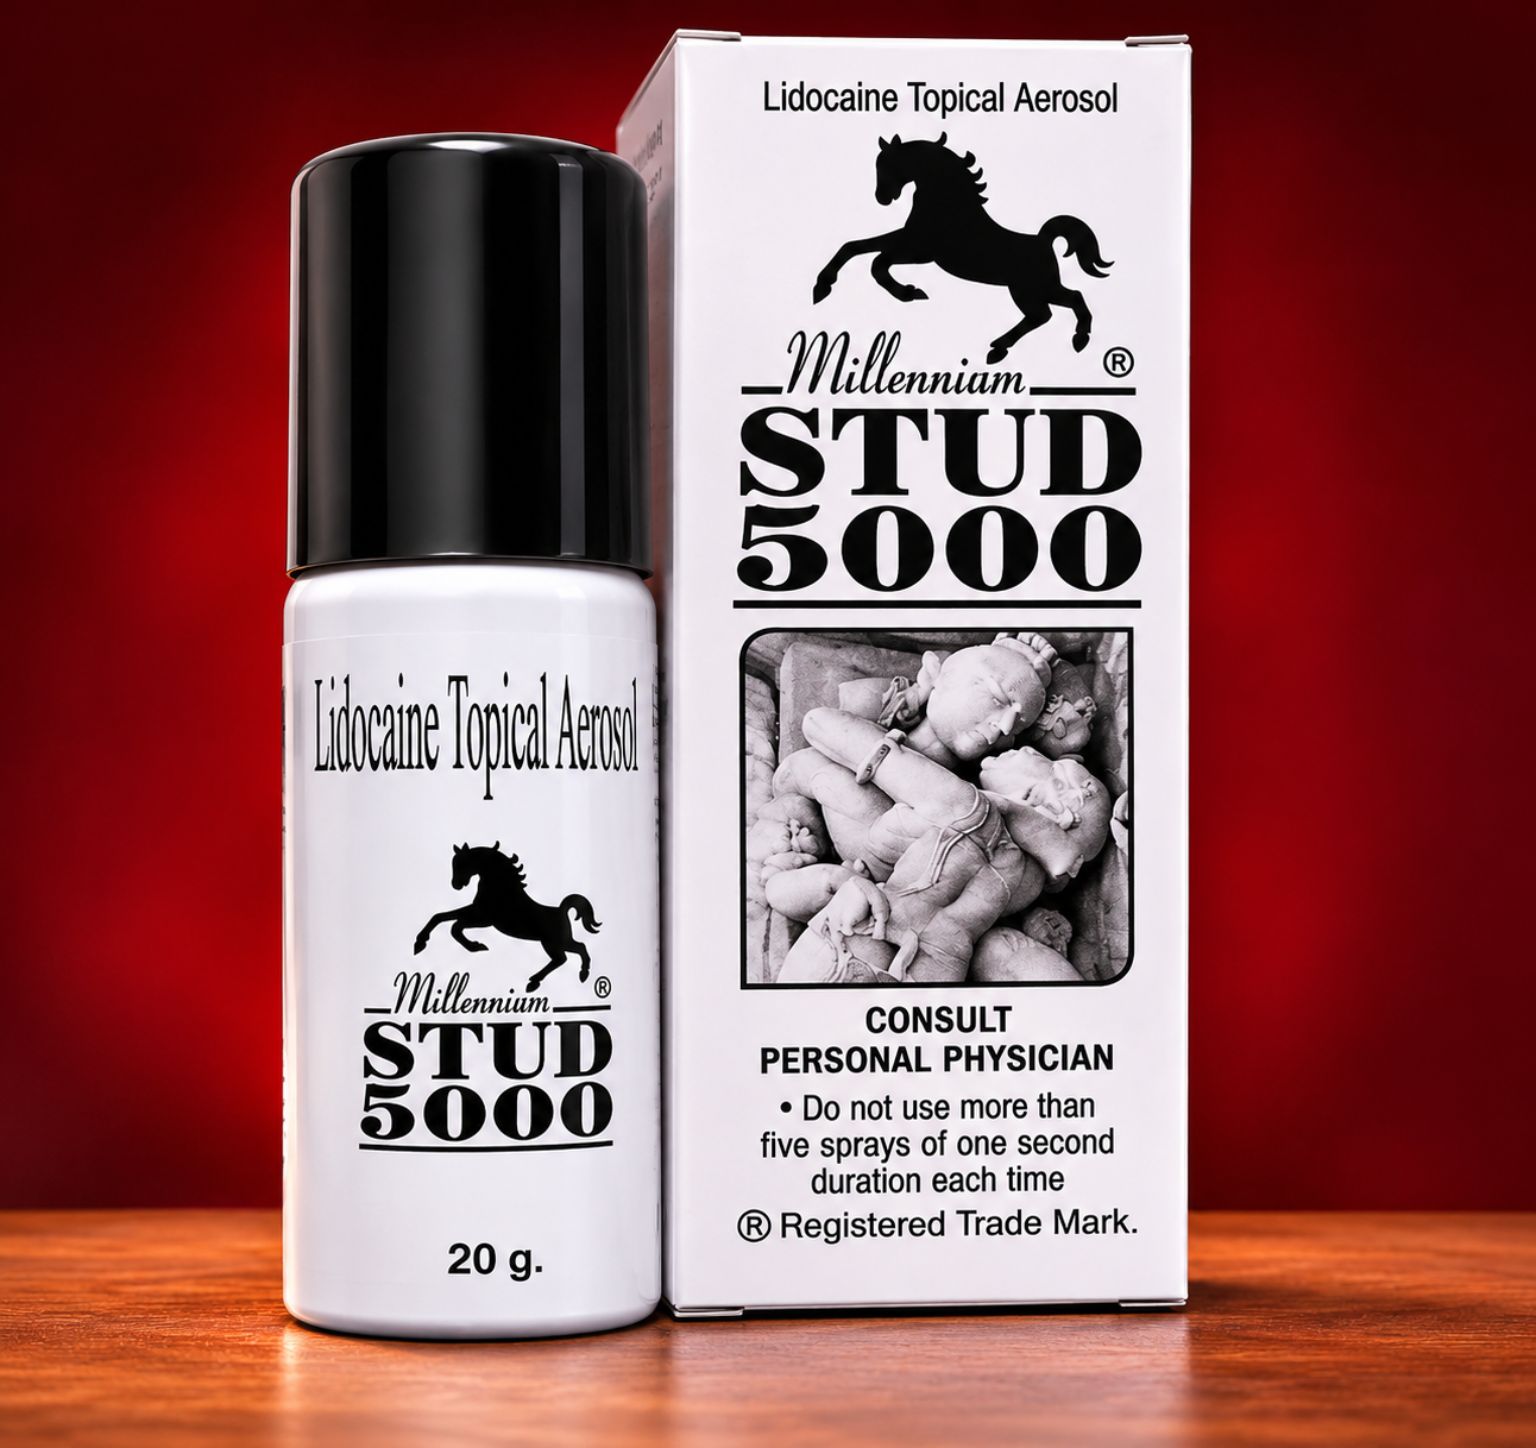 Lidocaine Topical Aerosol
Millennium
®
STUD
5000
20 g.
Lidocaine Topical Aerosol
®
Millenniam
STUD
5000
CONSULT
PERSONAL PHYSICIAN
• Do not use more than
five sprays of one second
duration each time
® Registered Trade Mark.